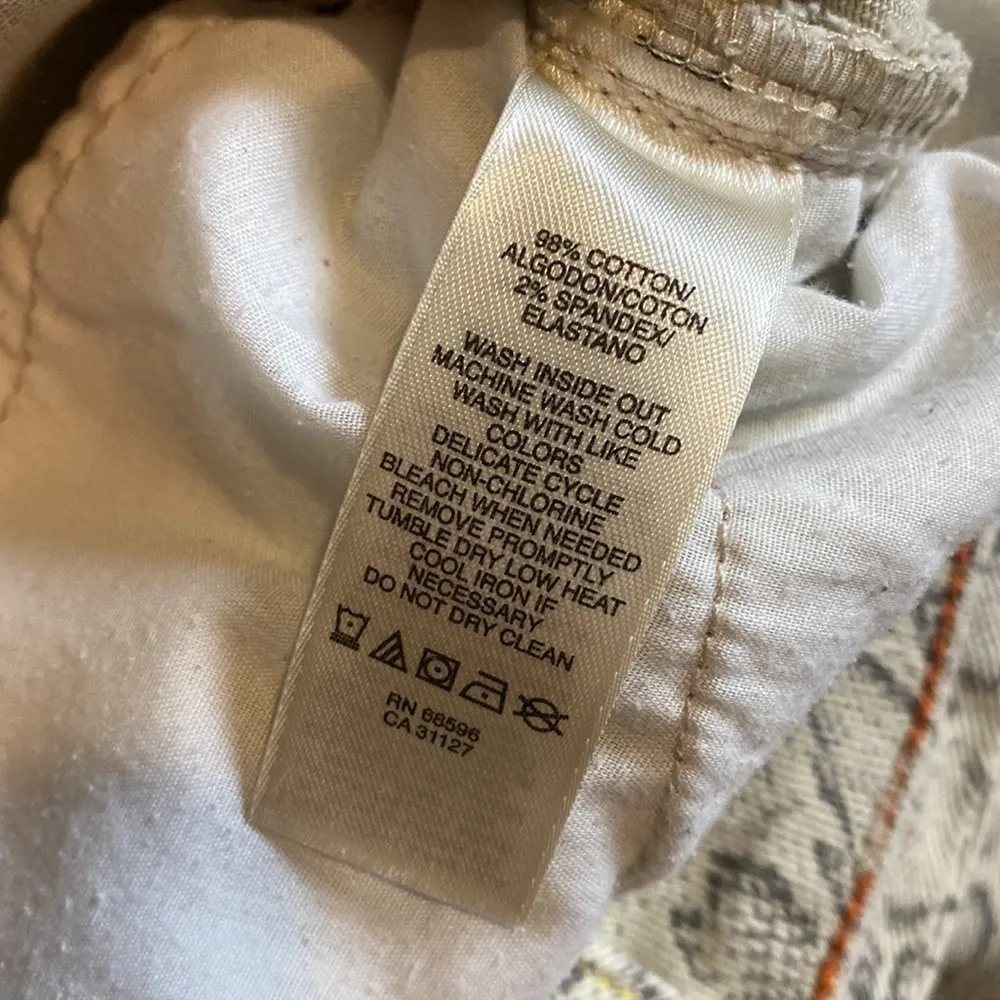 98% COTTON/
ALGODON/COTON
2% SPANDEX/
ELASTANO
WASH INSIDE OUT
MACHINE WASH COLD
WASH WITH LIKE
COLORS
DELICATE CYCLE
NON-CHLORINE
BLEACH WHEN NEEDED
REMOVE PROMPTLY
TUMBLE DRY LOW HEAT
COOL IRON IF
NECESSARY
DO NOT DRY CLEAN
RN 68596
CA 31127